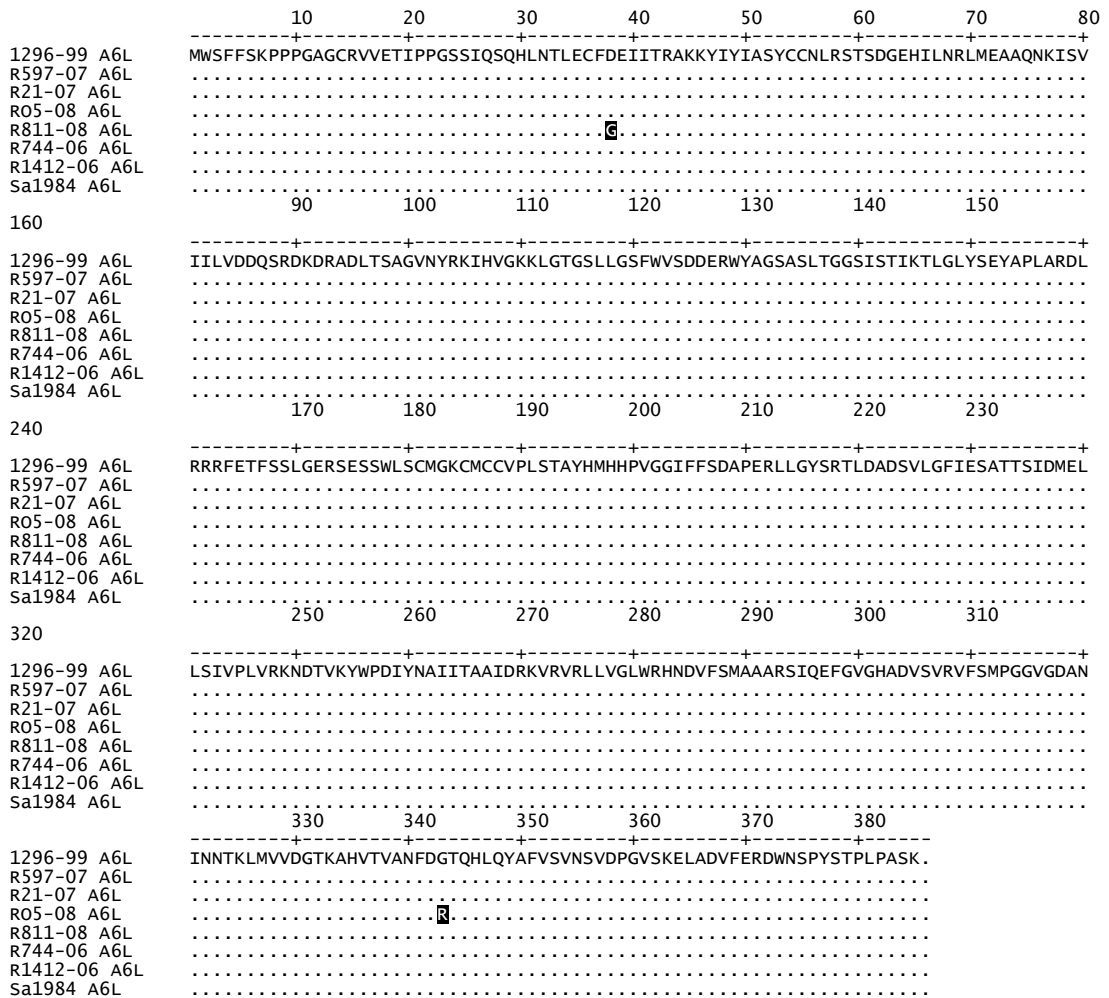 10 20 30 40 50 60 70 80
---------+---------+---------+---------+---------+---------+---------+---------+
1296-99 A6L MWSFFSKPPPGAGCRVVETIPPGSSIQSQHLNTLECFDEIITRAKKYIYIASYCCNLRSTSDGEHILNRLMEAAQNKISV
R597-07 A6L ................................................................................
R21-07 A6L ................................................................................
RO5-08 A6L ................................................................................
R811-08 A6L .....................................G..........................................
R744-06 A6L ................................................................................
R1412-06 A6L ................................................................................
Sa1984 A6L ................................................................................
90 100 110 120 130 140 150
160
---------+---------+---------+---------+---------+---------+---------+---------+
1296-99 A6L IILVDDQSRDKDRADLTSAGVNYRKIHVGKKLGTGSLLGSFWVSDDERWYAGSASLTGGSISTIKTLGLYSEYAPLARDL
R597-07 A6L ................................................................................
R21-07 A6L ................................................................................
RO5-08 A6L ................................................................................
R811-08 A6L ................................................................................
R744-06 A6L ................................................................................
R1412-06 A6L ................................................................................
Sa1984 A6L ................................................................................
170 180 190 200 210 220 230
240
---------+---------+---------+---------+---------+---------+---------+---------+
1296-99 A6L RRRFETFSSLGERSESSWLSCMGKCMCCVPLSTAYHMHHPVGGIFFSDAPERLLGYSRTLDADSVLGFIESATTSIDMEL
R597-07 A6L ................................................................................
R21-07 A6L ................................................................................
RO5-08 A6L ................................................................................
R811-08 A6L ................................................................................
R744-06 A6L ................................................................................
R1412-06 A6L ................................................................................
Sa1984 A6L ................................................................................
250 260 270 280 290 300 310
320
---------+---------+---------+---------+---------+---------+---------+---------+
1296-99 A6L LSIVPLVRKNDTVKYWPDIYNAIITAAIDRKVRVRLLVGLWRHNDVFSMAAARSIQEFGVGHADVSVRVFSMPGGVGDAN
R597-07 A6L ................................................................................
R21-07 A6L ................................................................................
RO5-08 A6L ................................................................................
R811-08 A6L ................................................................................
R744-06 A6L ................................................................................
R1412-06 A6L ................................................................................
Sa1984 A6L ................................................................................
330 340 350 360 370 380
---------+---------+---------+---------+---------+---------+------
1296-99 A6L INNTKLMVVDGTKAHVTVANFDGTQHLQYAFVSVNSVDPGVSKELADVFERDWNSPYSTPLPASK.
R597-07 A6L ..................................................................
R21-07 A6L ..................................................................
RO5-08 A6L ......................R...........................................
R811-08 A6L ..................................................................
R744-06 A6L ..................................................................
R1412-06 A6L ..................................................................
Sa1984 A6L ..................................................................